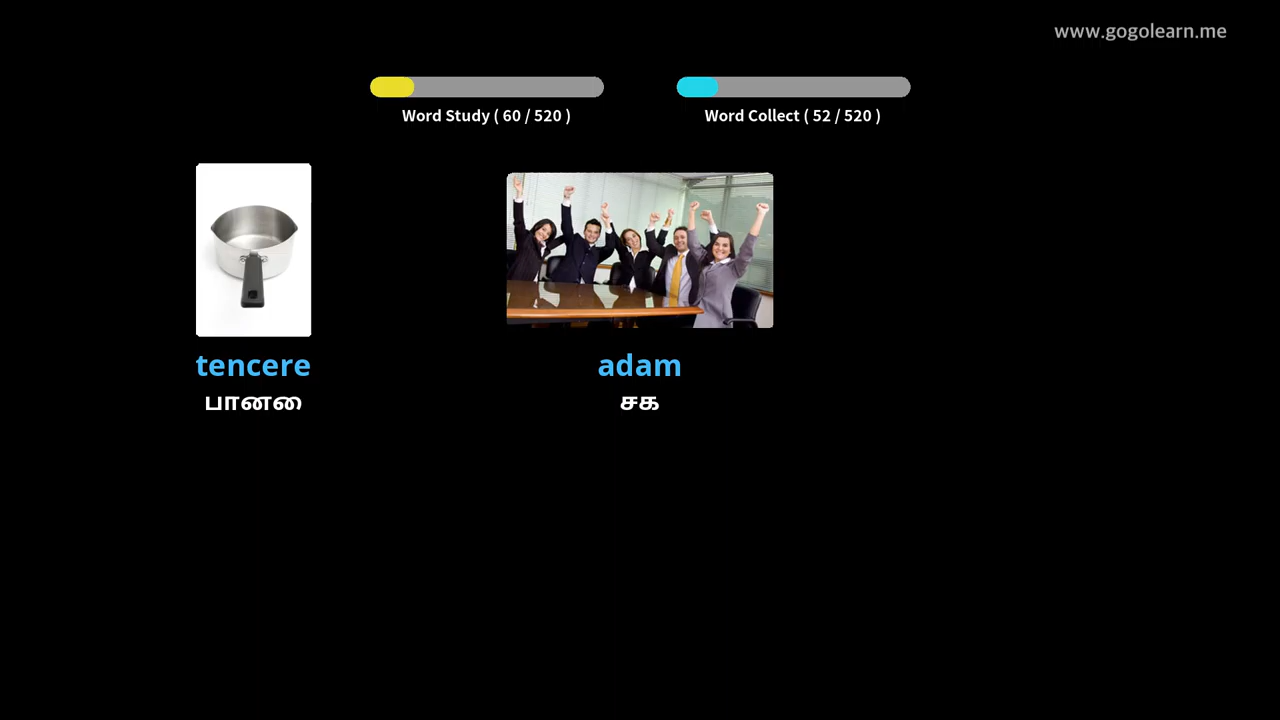 www.gogolearn.me
Word Study ( 60 / 520 )
Word Collect ( 52 / 520 )
tencere
adam
பானை
சக